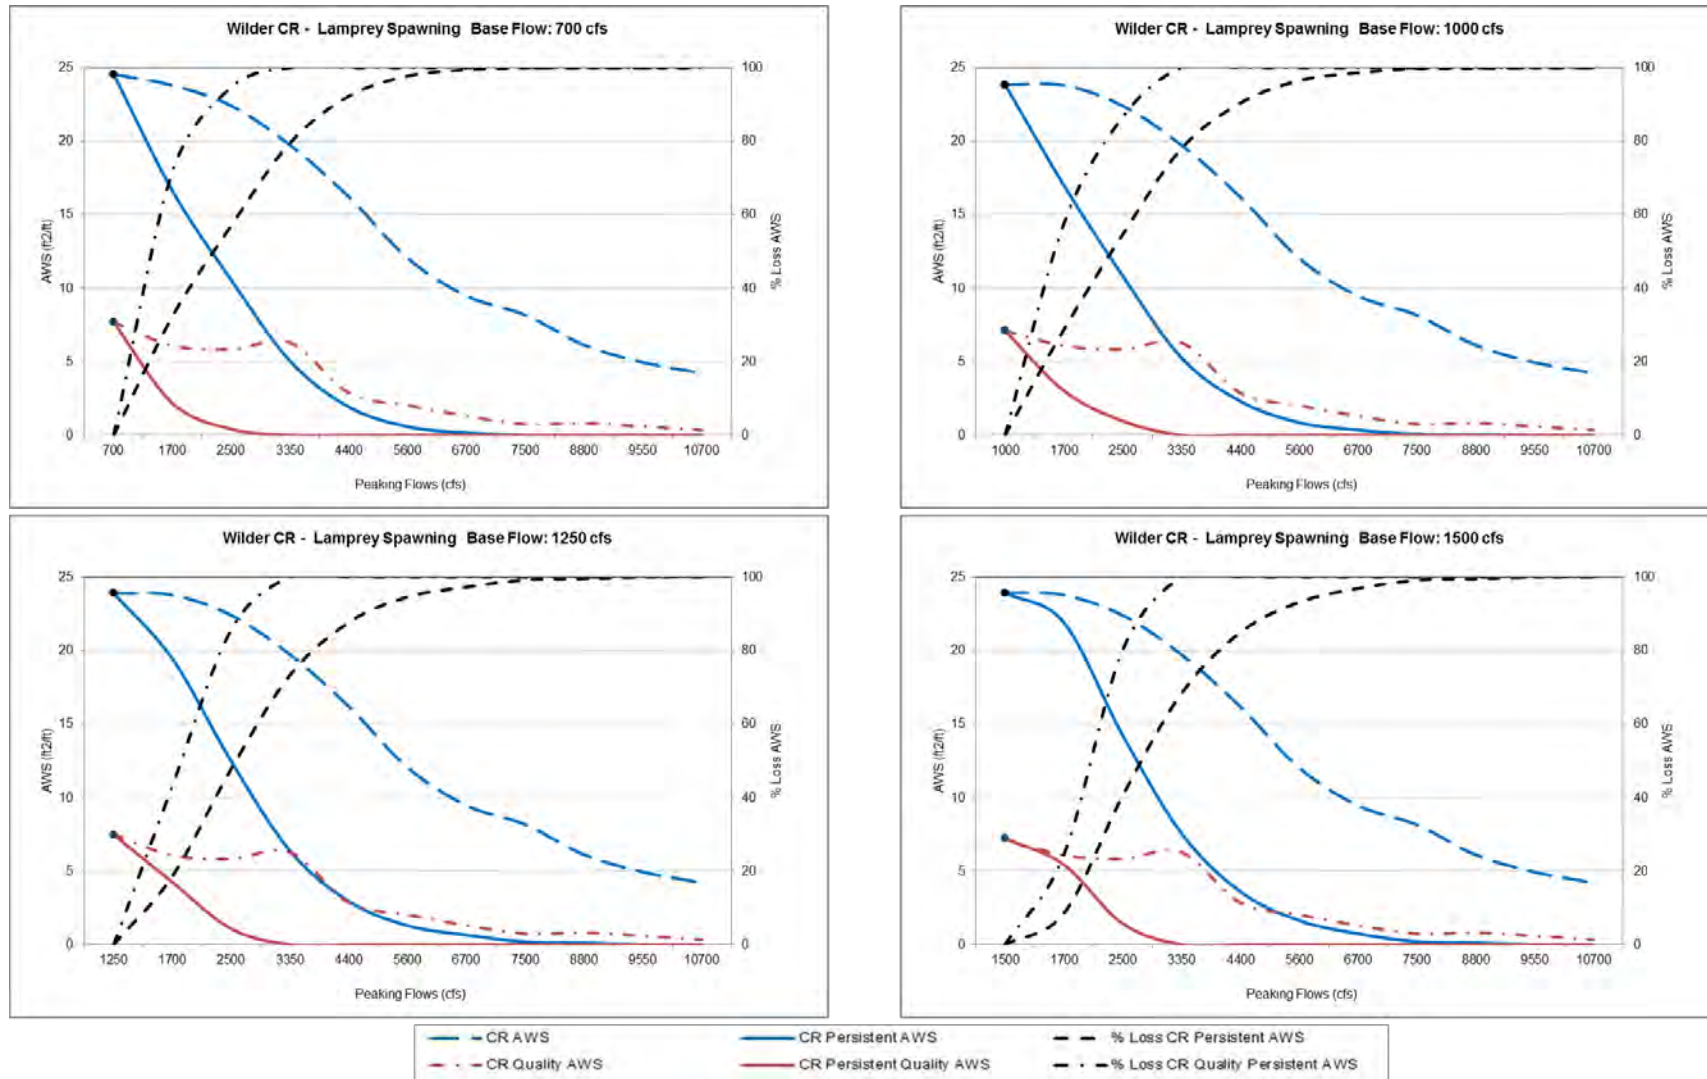 Wilder CR - Lamprey Spawning Base Flow: 700 cfs
25
20
15
10
5
0
AWS (ft2/ft)
100
80
60
40
20
0
% Loss AWS
700 1700 2500 3350 4400 5600 6700 7500 8800 9550 10700
Peaking Flows (cfs)
Wilder CR - Lamprey Spawning Base Flow: 1000 cfs
25
20
15
10
5
0
AWS (ft2/ft)
100
80
60
40
20
0
% Loss AWS
1000 1700 2500 3350 4400 5600 6700 7500 8800 9550 10700
Peaking Flows (cfs)
Wilder CR - Lamprey Spawning Base Flow: 1250 cfs
25
20
15
10
5
0
AWS (ft2/ft)
100
80
60
40
20
0
% Loss AWS
1250 1700 2500 3350 4400 5600 6700 7500 8800 9550 10700
Peaking Flows (cfs)
Wilder CR - Lamprey Spawning Base Flow: 1500 cfs
25
20
15
10
5
0
AWS (ft2/ft)
100
80
60
40
20
0
% Loss AWS
1500 1700 2500 3350 4400 5600 6700 7500 8800 9550 10700
Peaking Flows (cfs)
CR AWS CR Persistent AWS % Loss CR Persistent AWS
CR Quality AWS CR Persistent Quality AWS % Loss CR Quality Persistent AWS